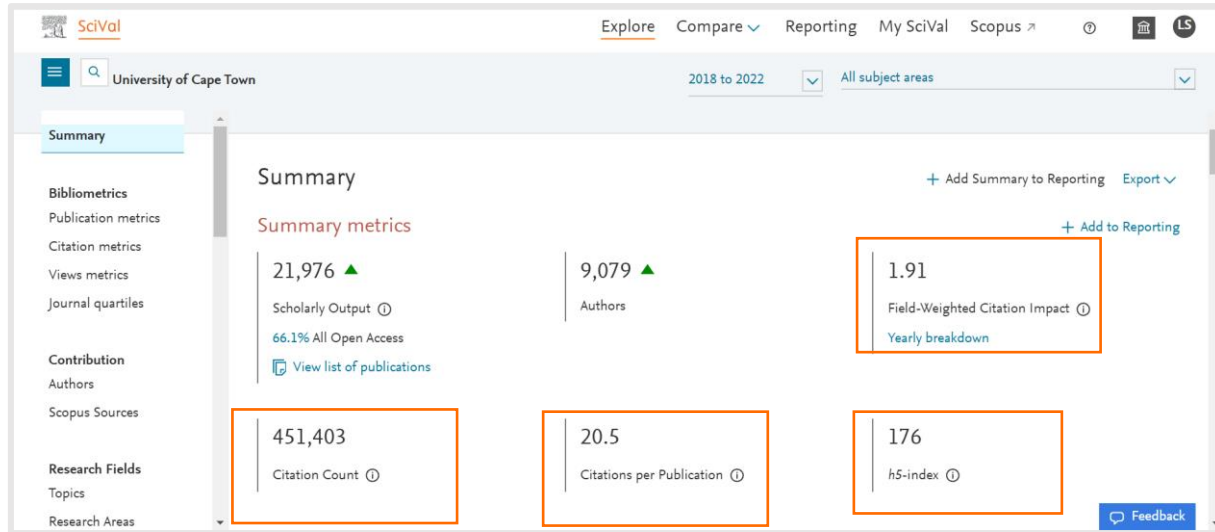 SciVal
Explore Compare Reporting My SciVal Scopus ↗ ? LS
University of Cape Town
2018 to 2022 All subject areas
Summary
Bibliometrics
Publication metrics
Citation metrics
Views metrics
Journal quartiles
Contribution
Authors
Scopus Sources
Research Fields
Topics
Research Areas
Summary
+ Add Summary to Reporting Export
Summary metrics
+ Add to Reporting
21,976 ▲
Scholarly Output
66.1% All Open Access
View list of publications
9,079 ▲
Authors
1.91
Field-Weighted Citation Impact
Yearly breakdown
451,403
Citation Count
20.5
Citations per Publication
176
h5-index
Feedback